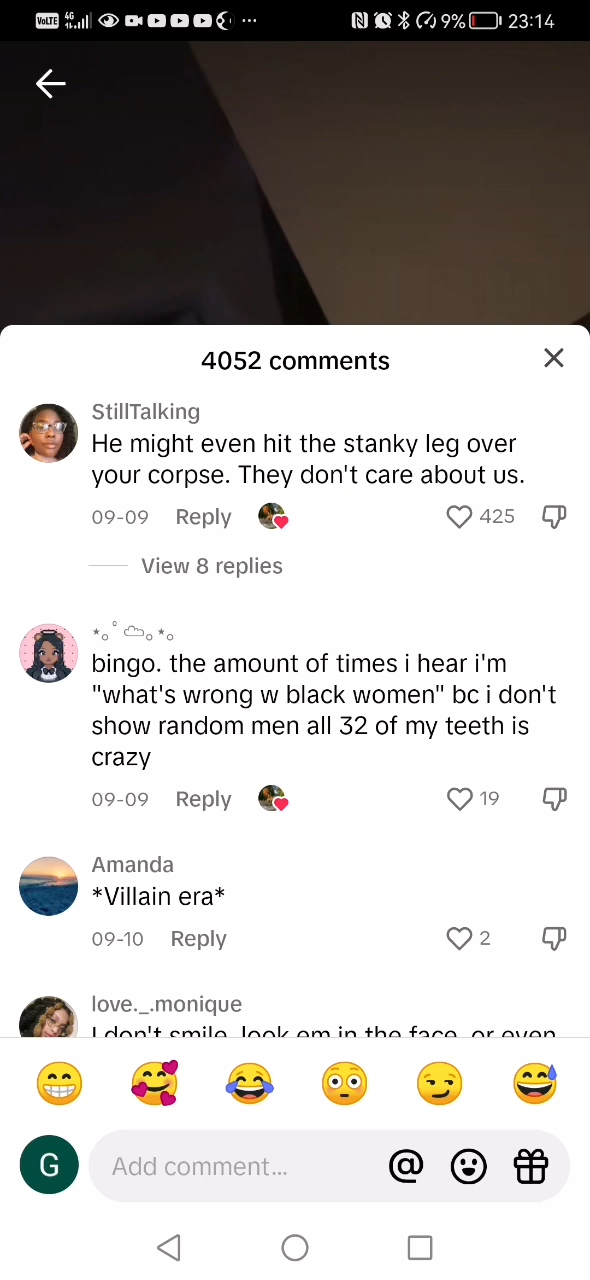 VoLTE 4G 9% 23:14
4052 comments
StillTalking
He might even hit the stanky leg over
your corpse. They don't care about us.
09-09 Reply 425
View 8 replies
⋆｡˚ ☁︎｡⋆｡
bingo. the amount of times i hear i'm
"what's wrong w black women" bc i don't
show random men all 32 of my teeth is
crazy
09-09 Reply 19
Amanda
*Villain era*
09-10 Reply 2
love._.monique
I don't smile, look em in the face, or even
G Add comment...